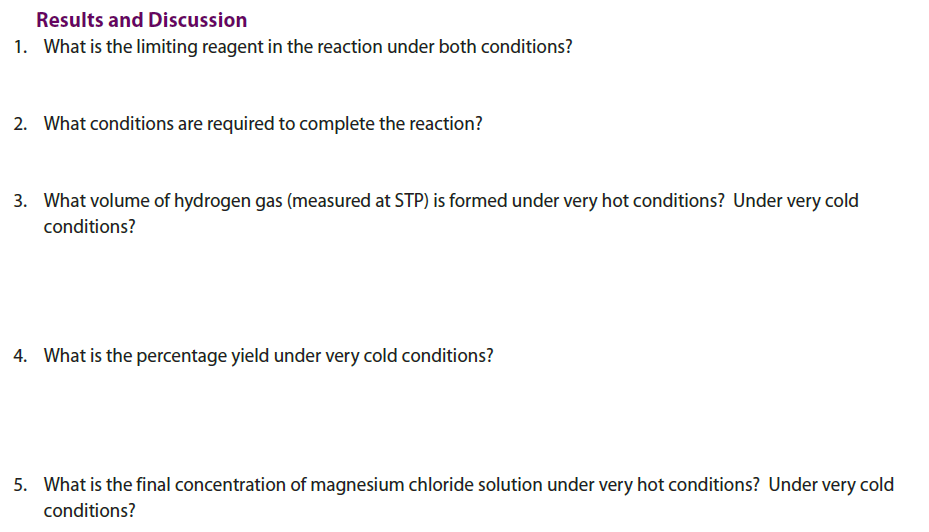 Results and Discussion
1. What is the limiting reagent in the reaction under both conditions?
2. What conditions are required to complete the reaction?
3. What volume of hydrogen gas (measured at STP) is formed under very hot conditions? Under very cold
conditions?
4. What is the percentage yield under very cold conditions?
5. What is the final concentration of magnesium chloride solution under very hot conditions? Under very cold
conditions?